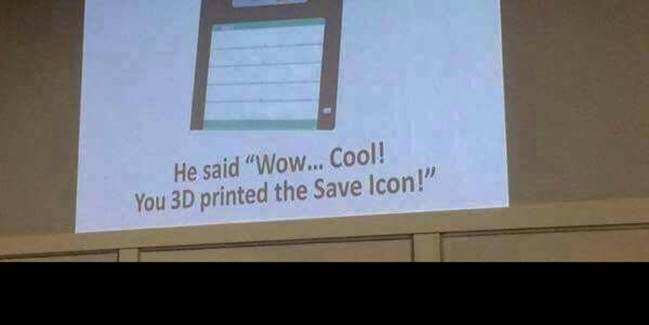 He said “Wow... Cool!
You 3D printed the Save Icon!”